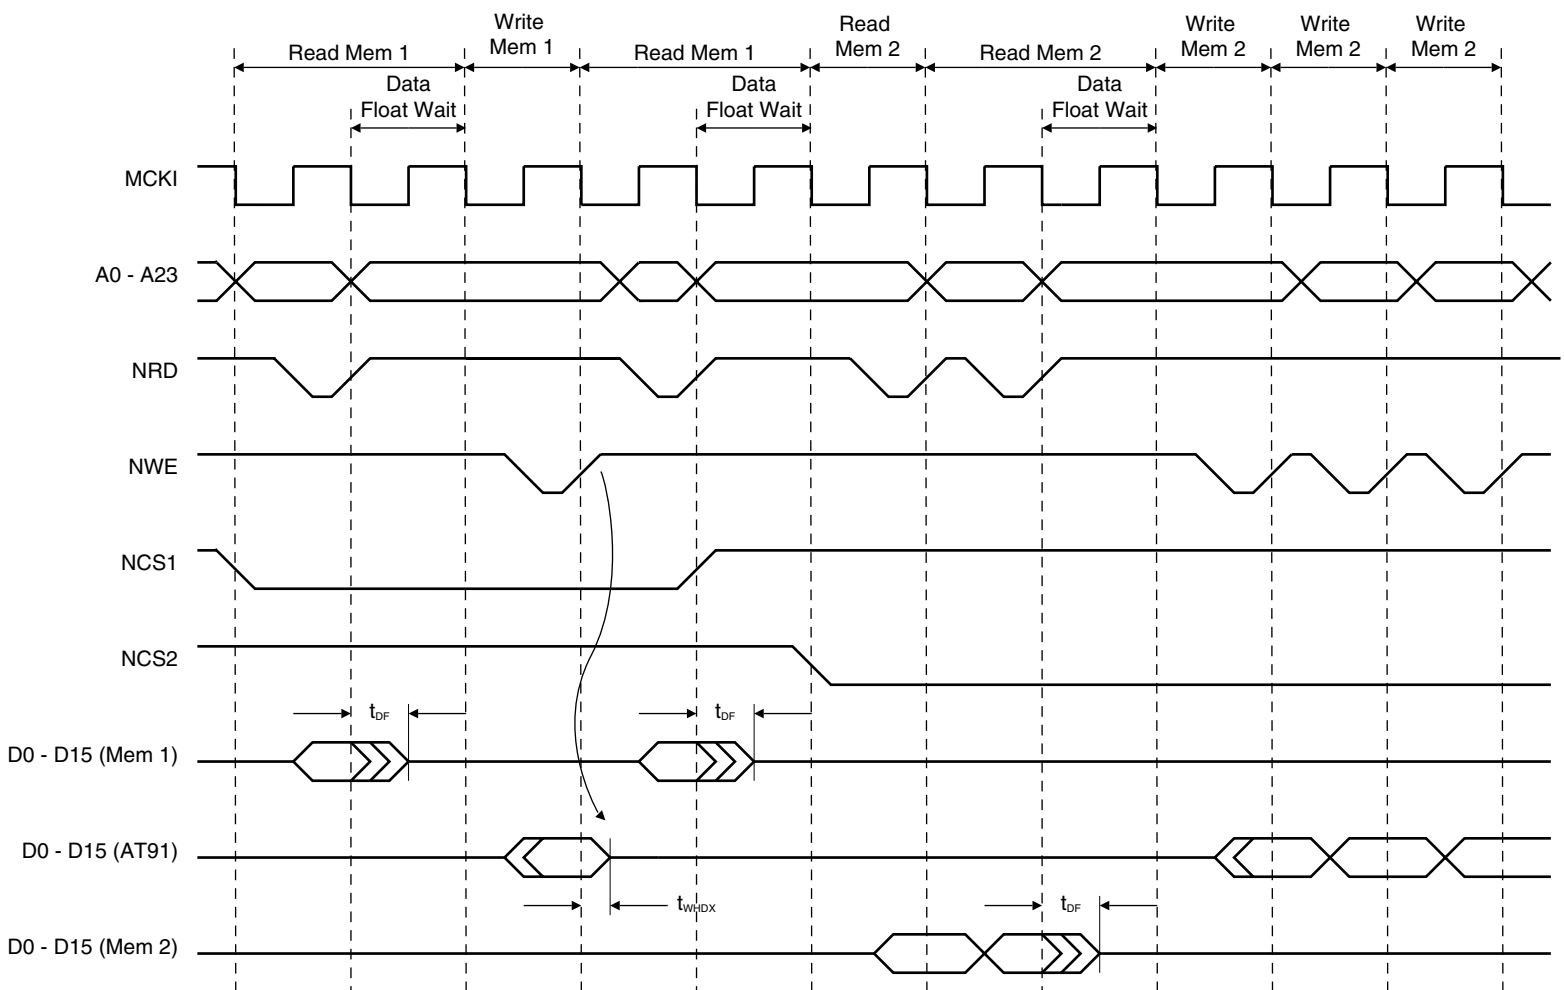 Read Mem 1
Write
Mem 1
Read Mem 1
Read
Mem 2
Read Mem 2
Write
Mem 2
Write
Mem 2
Write
Mem 2
Data
Float Wait
Data
Float Wait
Data
Float Wait
MCKI
A0 - A23
NRD
NWE
NCS1
NCS2
tDF
tDF
D0 - D15 (Mem 1)
D0 - D15 (AT91)
tWHDX
tDF
D0 - D15 (Mem 2)